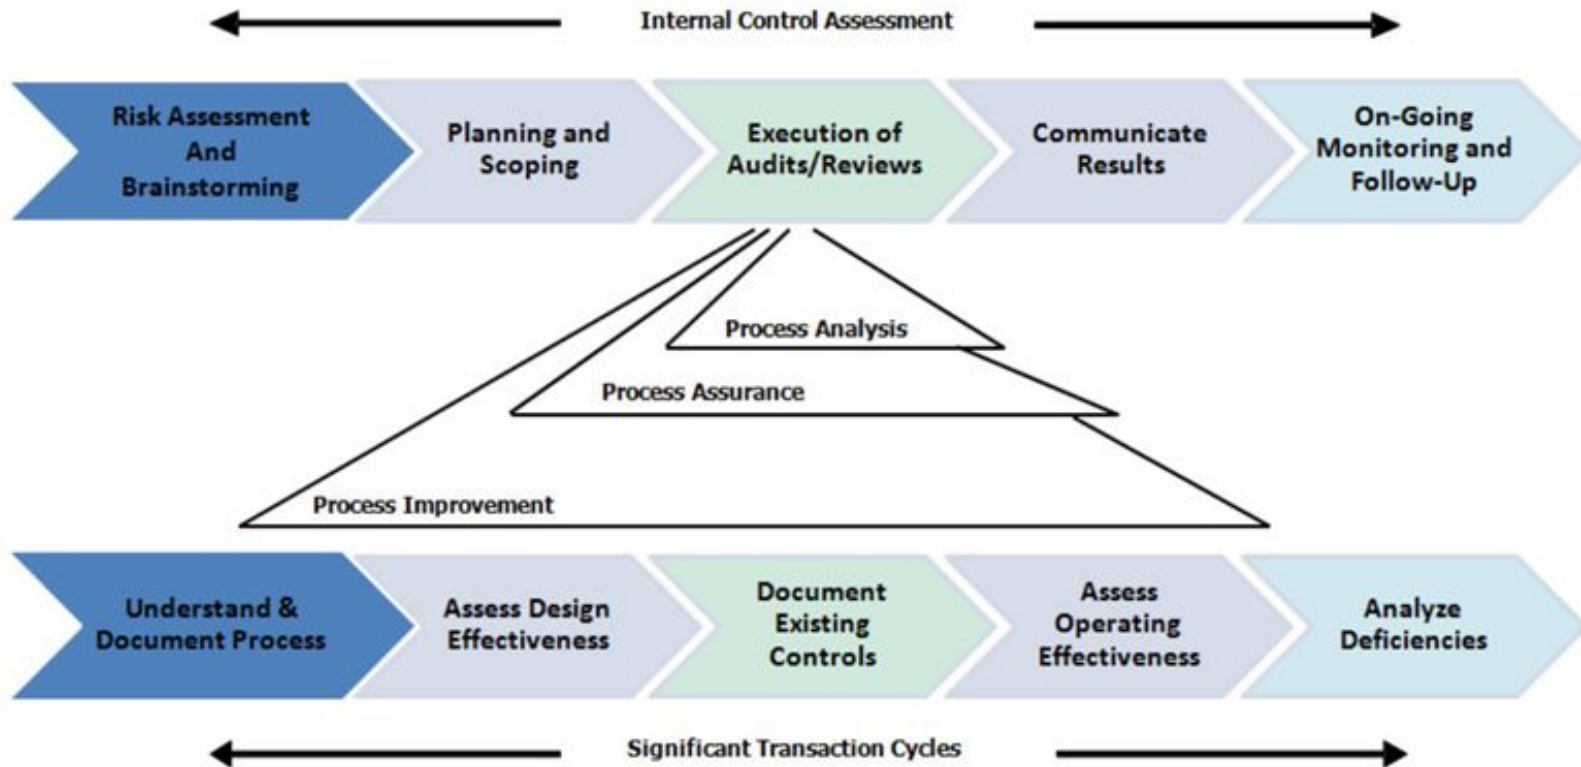 Internal Control Assessment
Risk Assessment
And
Brainstorming
Planning and
Scoping
Execution of
Audits/Reviews
Communicate
Results
On-Going
Monitoring and
Follow-Up
Process Analysis
Process Assurance
Process Improvement
Understand &
Document Process
Assess Design
Effectiveness
Document
Existing
Controls
Assess
Operating
Effectiveness
Analyze
Deficiencies
Significant Transaction Cycles